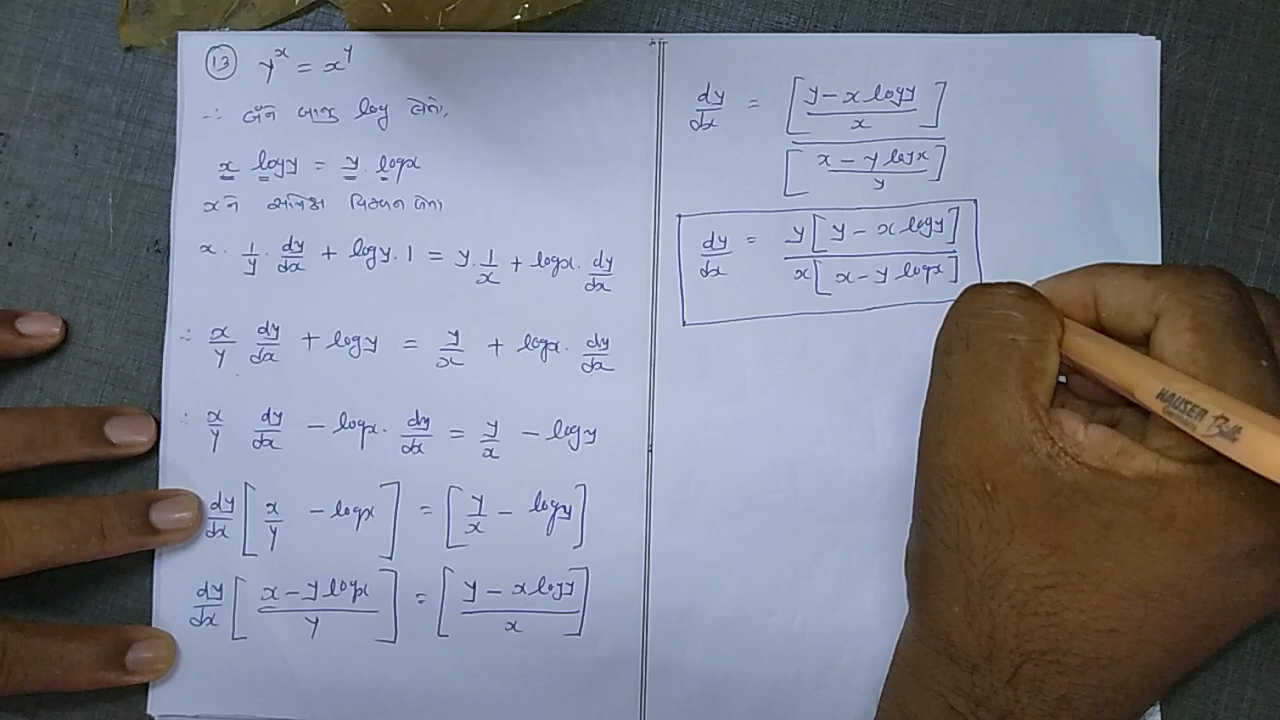 13 y^x = x^y
∴ બંને બાજુ log લેતાં,
x log y = y . log x
x ને સાપેક્ષ વિકલન લેતાં
x . 1/y . dy/dx + log y . 1 = y . 1/x + log x . dy/dx
∴ x/y dy/dx + log y = y/x + log x . dy/dx
∴ x/y dy/dx - log x . dy/dx = y/x - log y
dy/dx [ x/y - log x ] = [ y/x - log y ]
dy/dx [ (x - y log x)/y ] = [ (y - x log y)/x ]
dy/dx = [ (y - x log y)/x ] / [ (x - y log x)/y ]
dy/dx = y [ y - x log y ] / x [ x - y log x ]
HAUSER